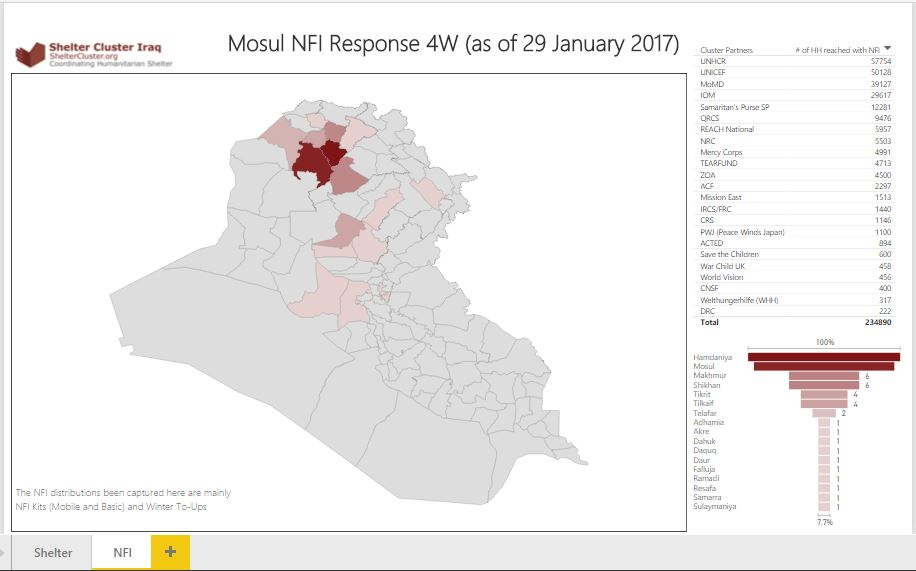 Shelter Cluster Iraq
ShelterCluster.org
Coordinating Humanitarian Shelter
Mosul NFI Response 4W (as of 29 January 2017)
Cluster Partners # of HH reached with NFI
UNHCR 57754
UNICEF 50128
MoMD 39127
IOM 29617
Samaritan's Purse SP 12281
QRCS 9476
REACH National 5957
NRC 5503
Mercy Corps 4991
TEARFUND 4713
ZOA 4500
ACF 2297
Mission East 1513
IRCS/FRC 1440
CRS 1146
PWJ (Peace Winds Japan) 1100
ACTED 894
Save the Children 600
War Child UK 458
World Vision 456
CNSF 400
Welthungerhilfe (WHH) 317
DRC 222
Total 234890
100%
Hamdaniya
Mosul
Makhmur 6
Shikhan 6
Tikrit 4
Tilkaif 4
Telafar 2
Adhamia 1
Akre 1
Dahuk 1
Daquq 1
Daur 1
Falluja 1
Ramadi 1
Resafa 1
Samarra 1
Sulaymaniya 1
7.7%
The NFI distributions been captured here are mainly
NFI Kits (Mobile and Basic) and Winter To-Ups
Shelter NFI +